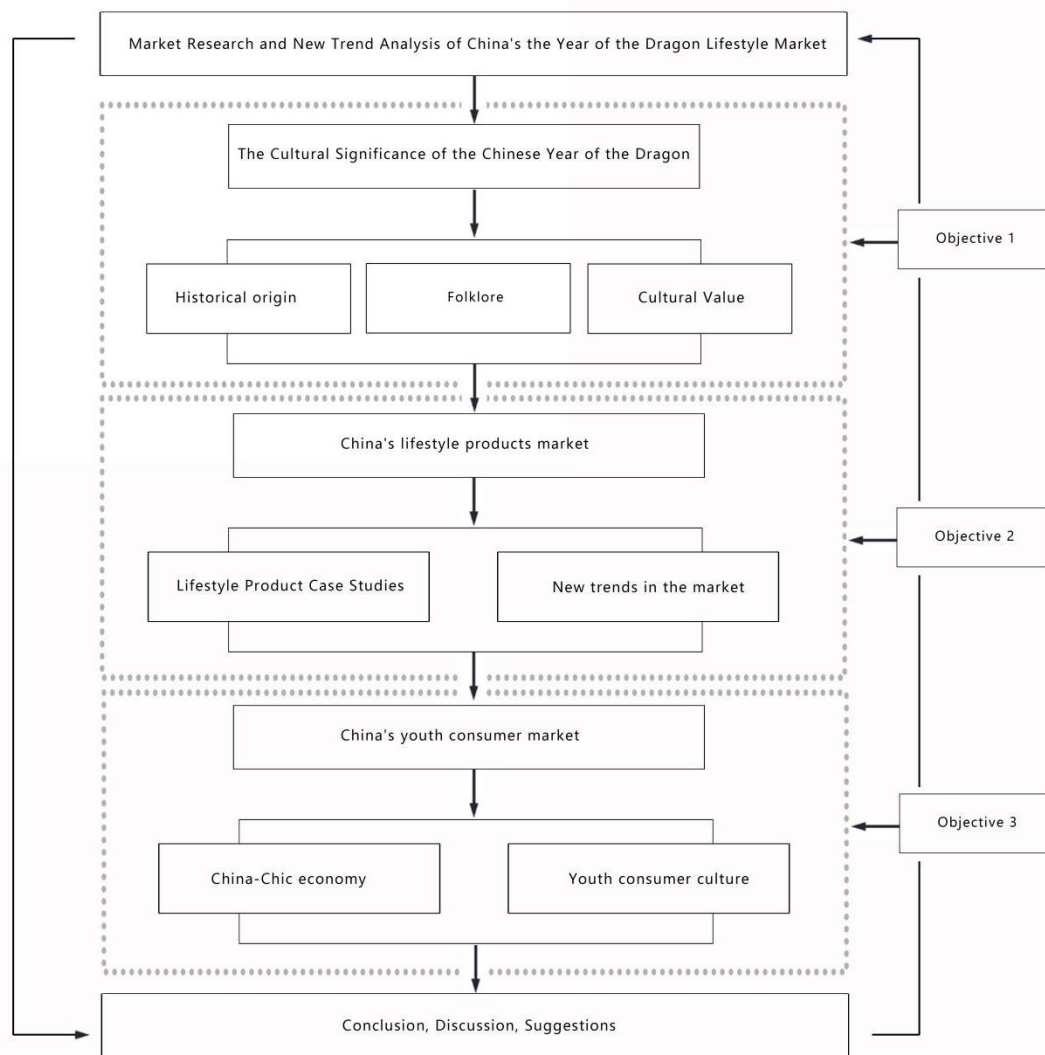 Market Research and New Trend Analysis of China's the Year of the Dragon Lifestyle Market
The Cultural Significance of the Chinese Year of the Dragon
Objective 1
Historical origin
Folklore
Cultural Value
China's lifestyle products market
Objective 2
Lifestyle Product Case Studies
New trends in the market
China's youth consumer market
Objective 3
China-Chic economy
Youth consumer culture
Conclusion, Discussion, Suggestions